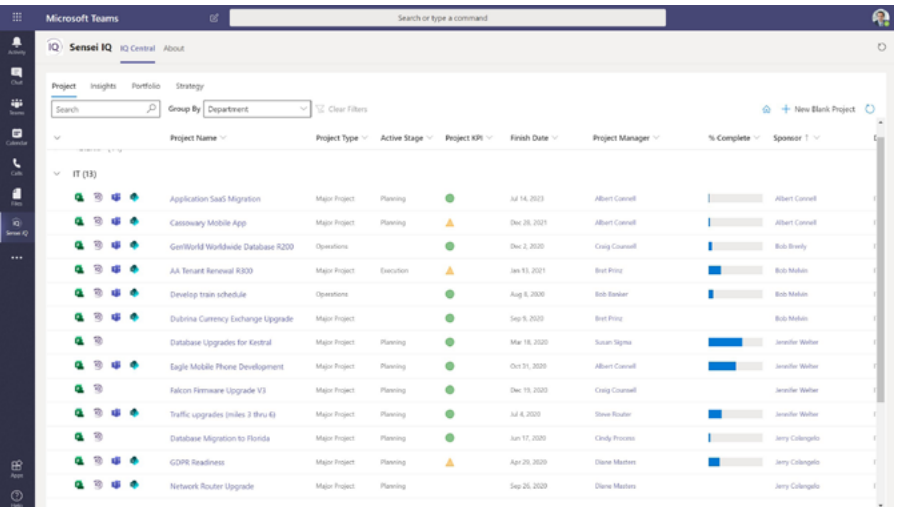 Microsoft Teams
Search or type a command
Sensei IQ IQ Central About
Activity
Chat
Teams
Calendar
Calls
Files
Sensei IQ
Apps
Project Insights Portfolio Strategy
Search Group By Department Clear Filters New Blank Project
Project Name Project Type Active Stage Project KPI Finish Date Project Manager % Complete Sponsor
IT (13)
Application SaaS Migration Major Project Planning Jul 14, 2023 Albert Connell Albert Connell
Cassowary Mobile App Major Project Planning Dec 28, 2021 Albert Connell Albert Connell
GenWorld Worldwide Database R200 Operations Dec 2, 2020 Craig Counsell Bob Brenly
AA Tenant Renewal R300 Major Project Execution Jan 13, 2021 Bret Prinz Bob Melvin
Develop train schedule Operations Aug 6, 2020 Bob Banker Bob Melvin
Dubrina Currency Exchange Upgrade Major Project Sep 9, 2020 Bret Prinz Bob Melvin
Database Upgrades for Kestral Major Project Planning Mar 18, 2020 Susan Sigma Jennifer Welher
Eagle Mobile Phone Development Major Project Planning Oct 31, 2020 Albert Connell Jennifer Welher
Falcon Firmware Upgrade V3 Major Project Planning Dec 19, 2020 Craig Counsell Jennifer Welher
Traffic upgrades (miles 3 thru 6) Major Project Planning Jul 4, 2020 Steve Router Jennifer Welher
Database Migration to Florida Major Project Planning Jun 17, 2020 Cindy Process Jerry Colangelo
GDPR Readiness Major Project Planning Apr 29, 2020 Diane Masters Jerry Colangelo
Network Router Upgrade Major Project Planning Sep 26, 2020 Diane Masters Jerry Colangelo